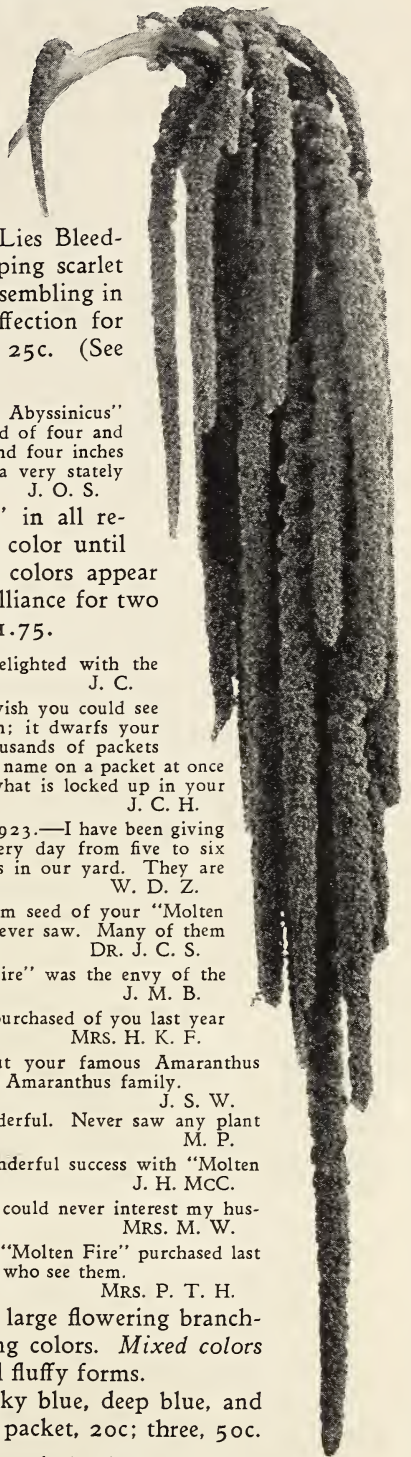 Lies Bleed-
ping scarlet
sembling in
ffection for
25c. (See
Abyssinicus"
d of four and
nd four inches
a very stately
J. O. S.
' in all re-
color until
colors appear
lliance for two
1.75.
elighted with the
J. C.
vish you could see
n; it dwarfs your
usands of packets
name on a packet at once
vhat is locked up in your
J. C. H.
923.—I have been giving
ery day from five to six
s in our yard. They are
W. D. Z.
m seed of your "Molten
ever saw. Many of them
DR. J. C. S.
ire" was the envy of the
J. M. B.
urchased of you last year
MRS. H. K. F.
ut your famous Amaranthus
Amaranthus family.
J. S. W.
derful. Never saw any plant
M. P.
nderful success with "Molten
J. H. MCC.
could never interest my hus-
MRS. M. W.
"Molten Fire" purchased last
who see them.
MRS. P. T. H.
large flowering branch-
ng colors. Mixed colors
l fluffy forms.
ky blue, deep blue, and
packet, 20c; three, 50c.